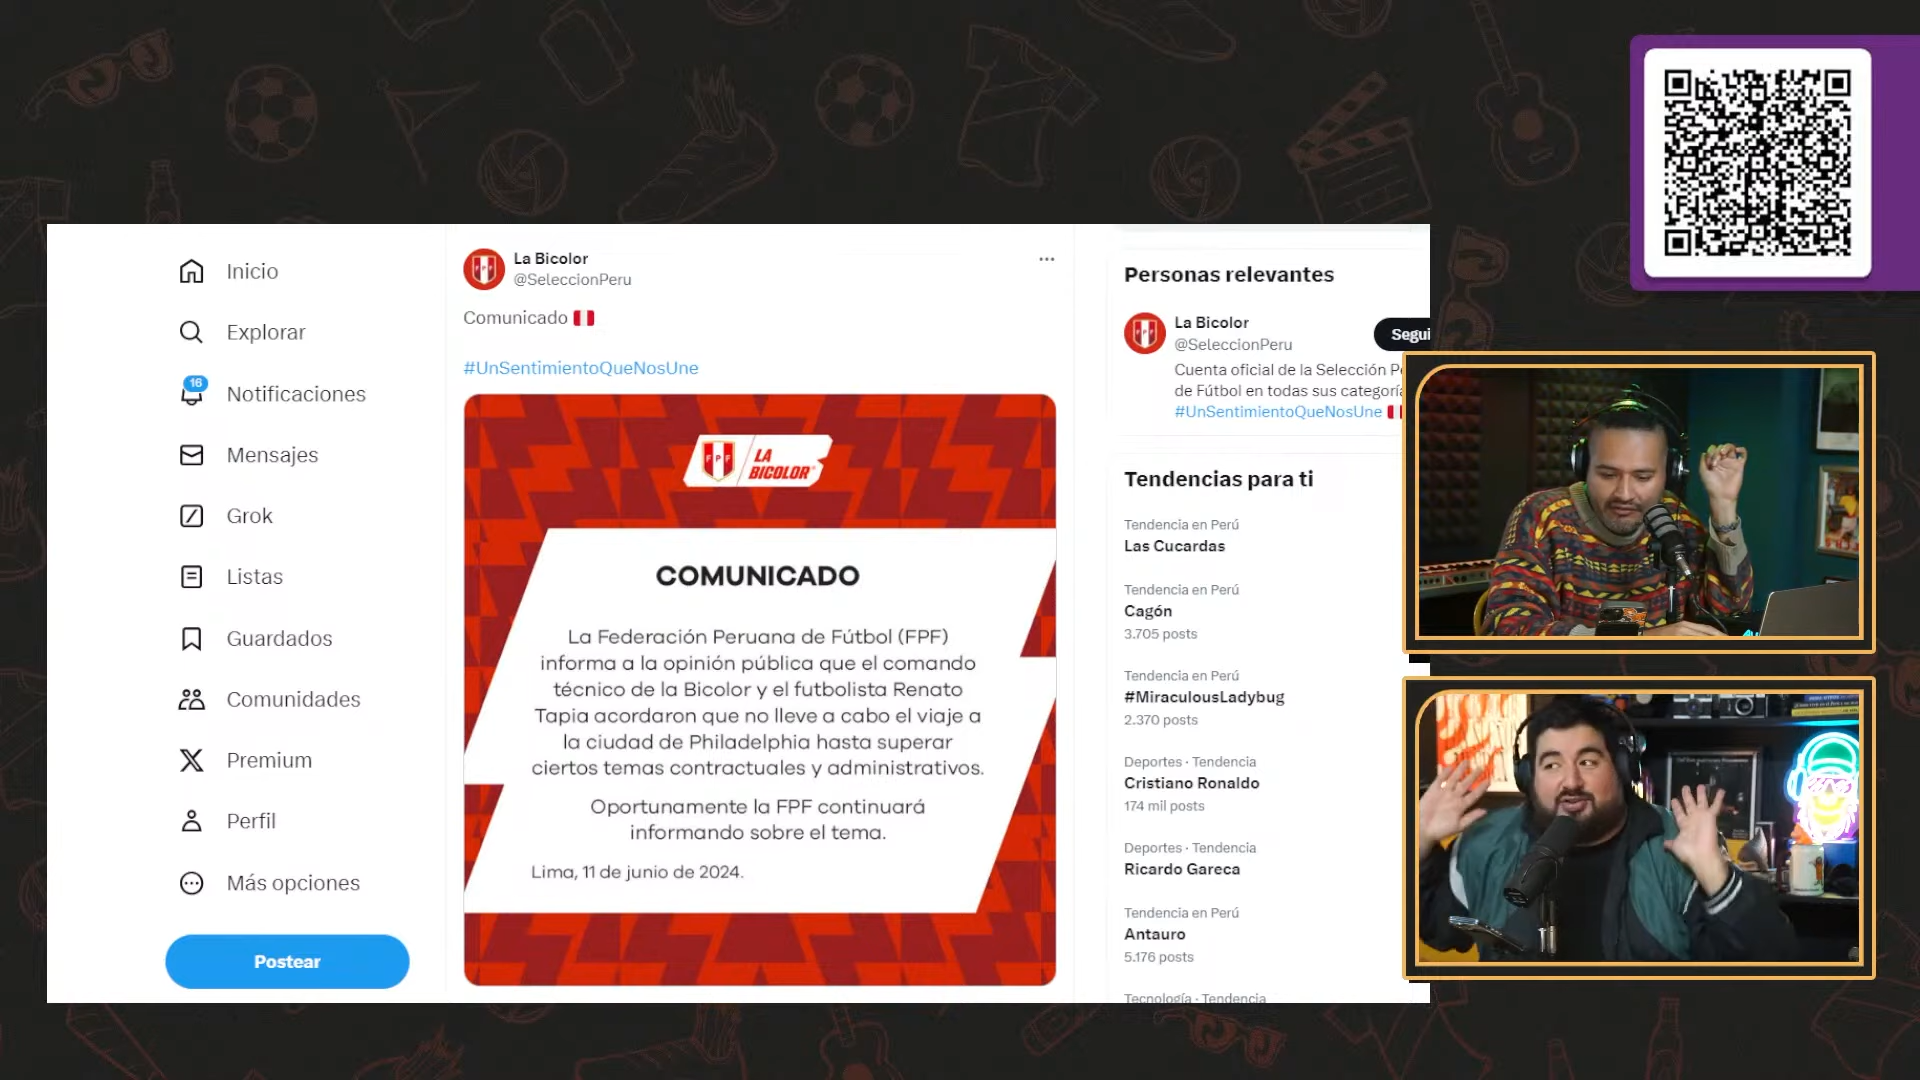 Inicio
Explorar
16
Notificaciones
Mensajes
Grok
Listas
Guardados
Comunidades
Premium
Perfil
Más opciones
Postear
La Bicolor
@SeleccionPeru
Comunicado
#UnSentimientoQueNosUne
FPF
LA
BICOLOR
COMUNICADO
La Federación Peruana de Fútbol (FPF)
informa a la opinión pública que el comando
técnico de la Bicolor y el futbolista Renato
Tapia acordaron que no lleve a cabo el viaje a
la ciudad de Philadelphia hasta superar
ciertos temas contractuales y administrativos.
Oportunamente la FPF continuará
informando sobre el tema.
Lima, 11 de junio de 2024.
Personas relevantes
La Bicolor
@SeleccionPeru
Segui
Cuenta oficial de la Selección P
de Fútbol en todas sus categorí
#UnSentimientoQueNosUne
Tendencias para ti
Tendencia en Perú
Las Cucardas
Tendencia en Perú
Cagón
3.705 posts
Tendencia en Perú
#MiraculousLadybug
2.370 posts
Deportes · Tendencia
Cristiano Ronaldo
174 mil posts
Deportes · Tendencia
Ricardo Gareca
Tendencia en Perú
Antauro
5.176 posts
Tecnología · Tendencia